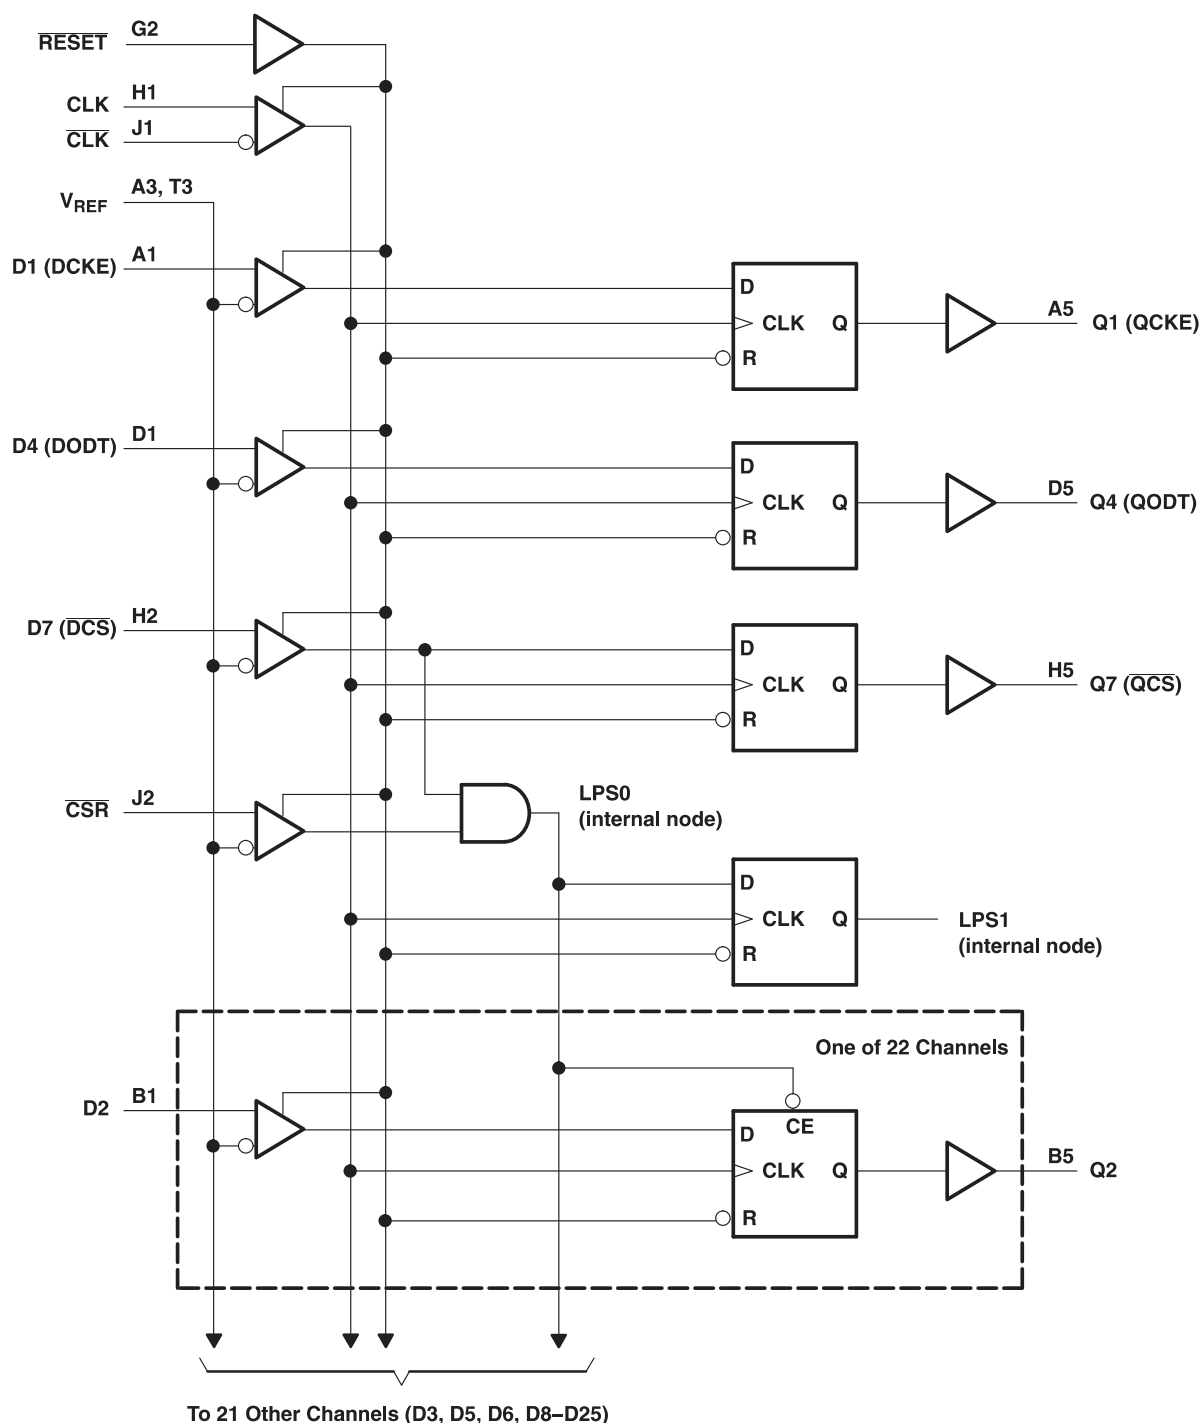 RESET G2
CLK H1
CLK J1
VREF A3, T3
D1 (DCKE) A1
D
CLK Q
R
A5 Q1 (QCKE)
D4 (DODT) D1
D
CLK Q
R
D5 Q4 (QODT)
D7 (DCS) H2
D
CLK Q
R
H5 Q7 (QCS)
CSR J2
LPS0
(internal node)
D
CLK Q
R
LPS1
(internal node)
One of 22 Channels
D2 B1
CE
D
CLK Q
R
B5 Q2
To 21 Other Channels (D3, D5, D6, D8–D25)